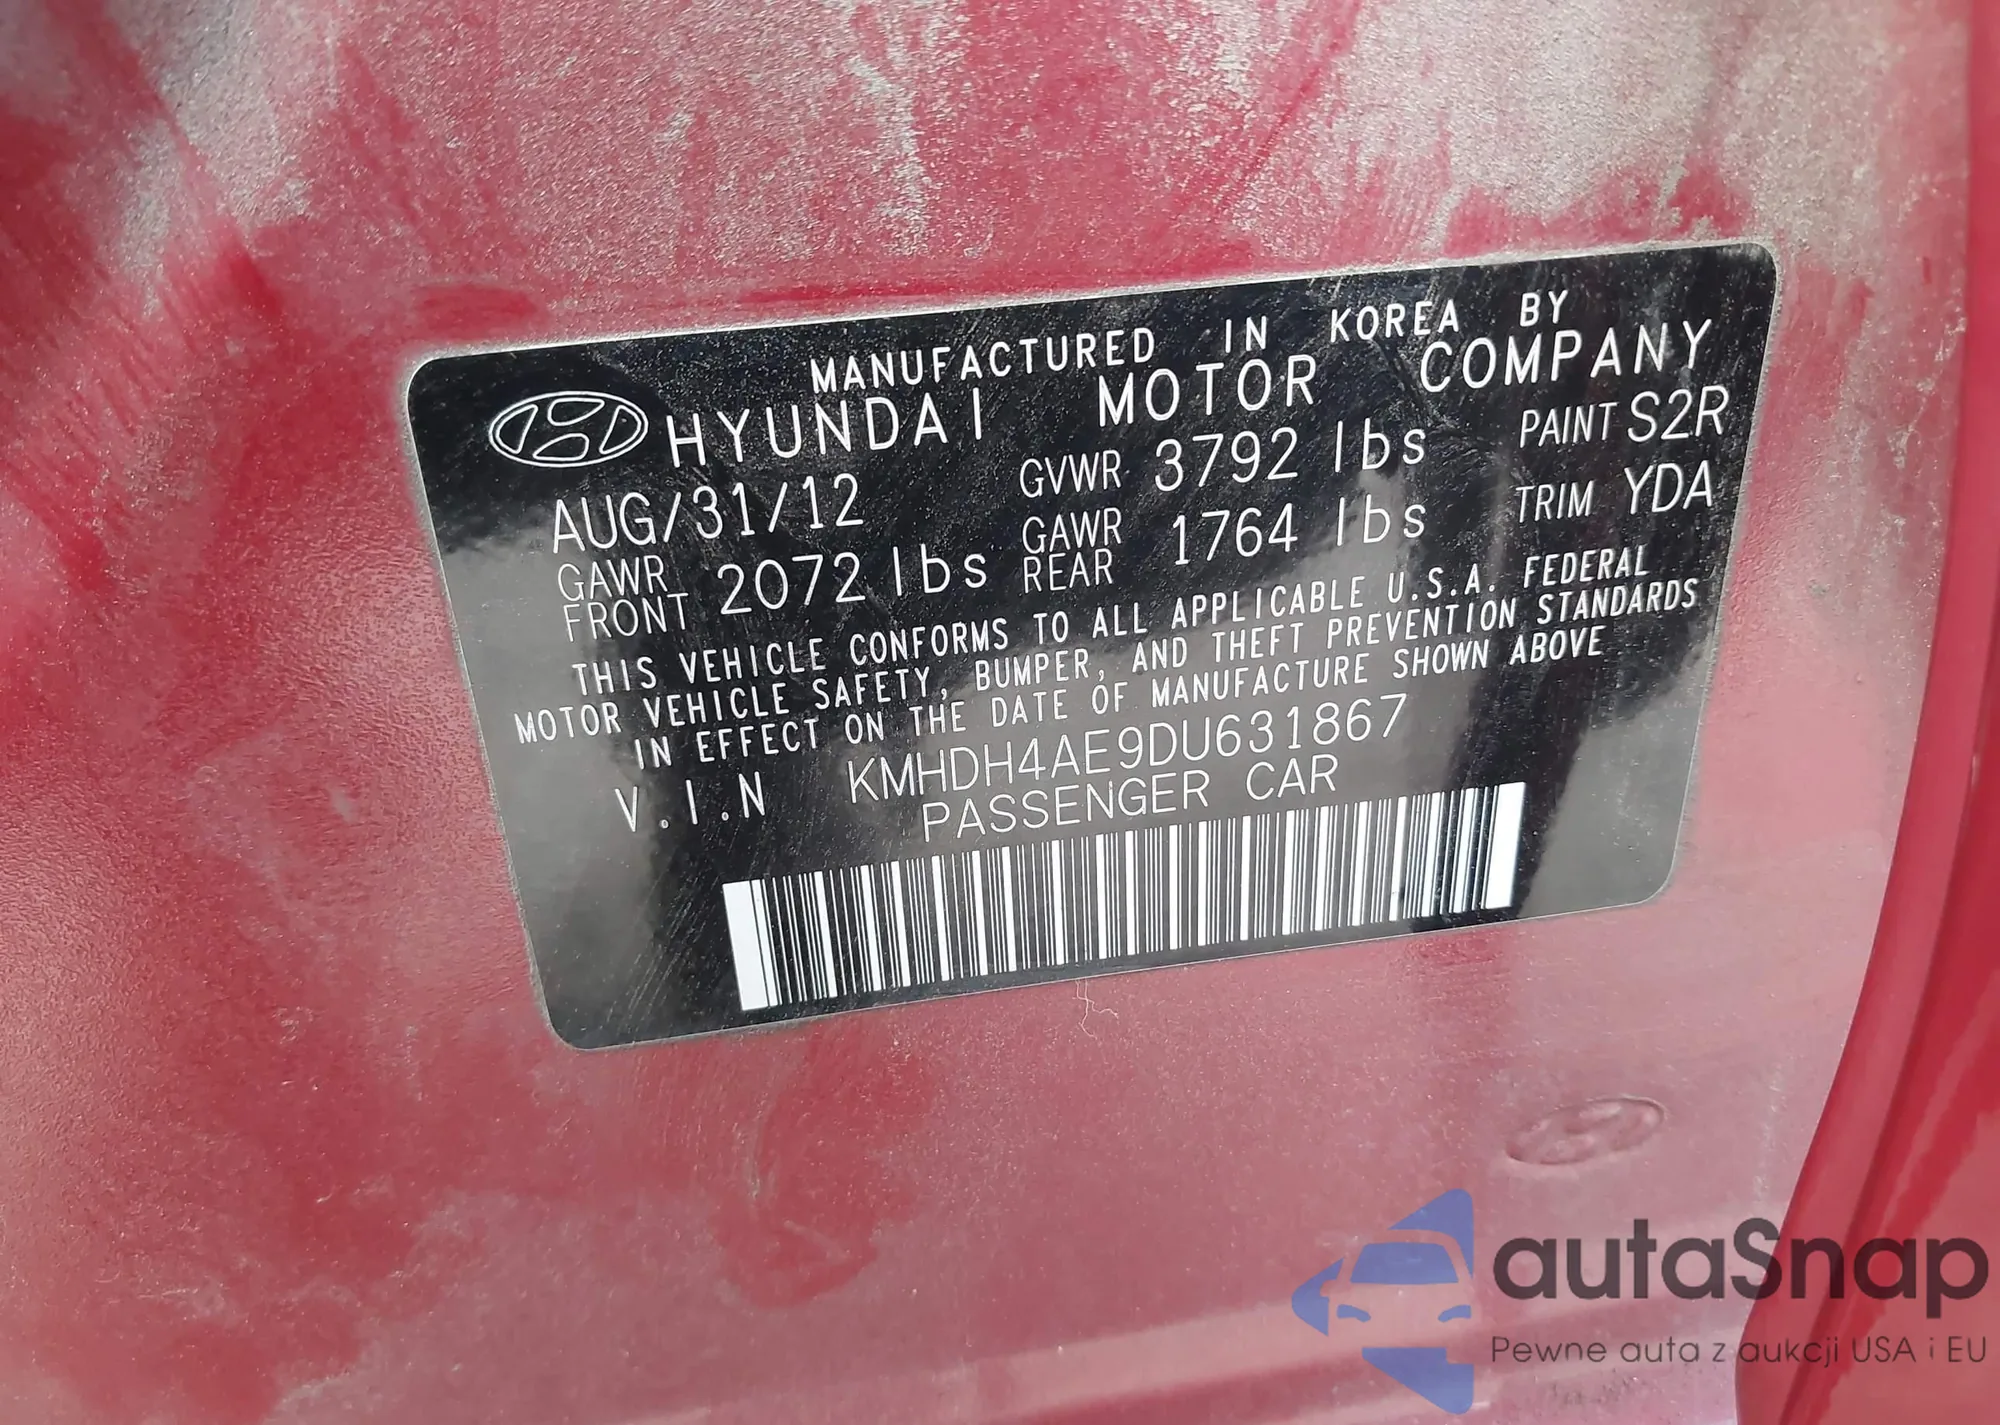 MANUFACTURED IN KOREA BY
HYUNDAI MOTOR COMPANY
AUG/31/12 GVWR 3792 lbs PAINT S2R
GAWR FRONT 2072 lbs GAWR REAR 1764 lbs TRIM YDA
THIS VEHICLE CONFORMS TO ALL APPLICABLE U.S.A. FEDERAL
MOTOR VEHICLE SAFETY, BUMPER, AND THEFT PREVENTION STANDARDS
IN EFFECT ON THE DATE OF MANUFACTURE SHOWN ABOVE
V.I.N KMHDH4AE9DU631867
PASSENGER CAR
autaSnap
Pewne auta z aukcji USA i EU